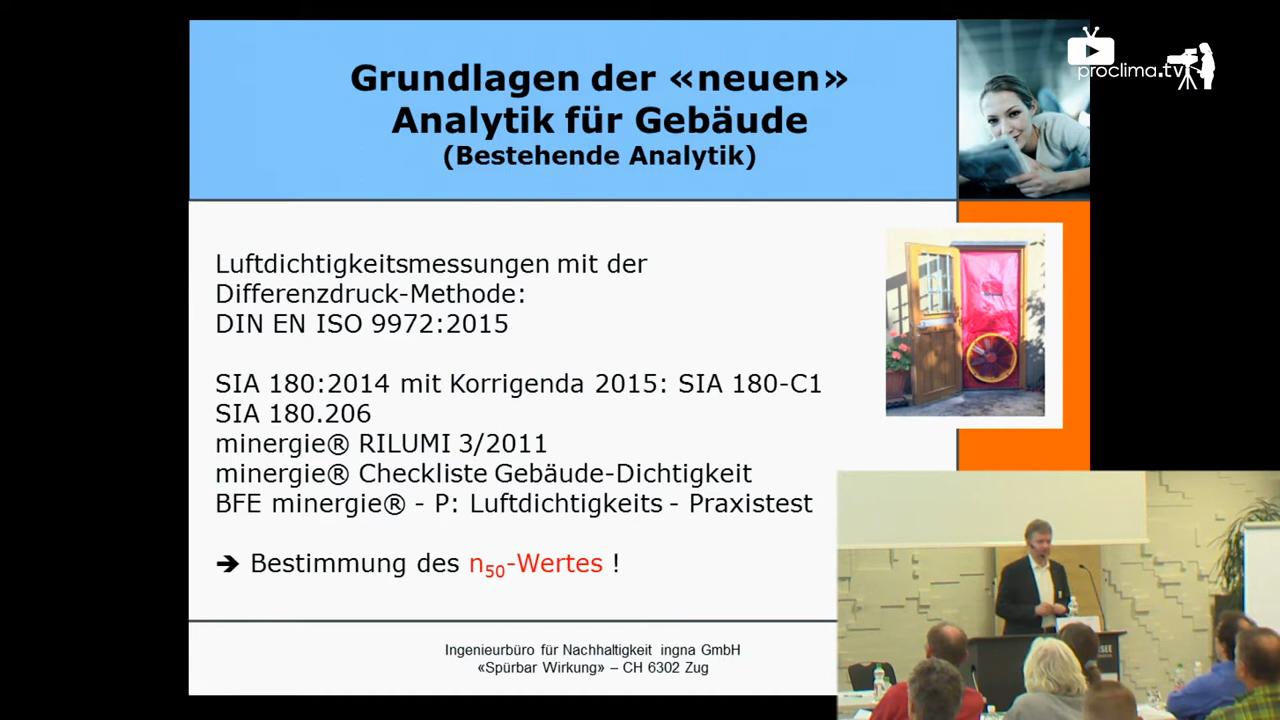 proclima.tv
Grundlagen der «neuen»
Analytik für Gebäude
(Bestehende Analytik)
Luftdichtigkeitsmessungen mit der
Differenzdruck-Methode:
DIN EN ISO 9972:2015
SIA 180:2014 mit Korrigenda 2015: SIA 180-C1
SIA 180.206
minergie® RILUMI 3/2011
minergie® Checkliste Gebäude-Dichtigkeit
BFE minergie® - P: Luftdichtigkeits - Praxistest
➔ Bestimmung des n₅₀-Wertes !
Ingenieurbüro für Nachhaltigkeit ingna GmbH
«Spürbar Wirkung» – CH 6302 Zug